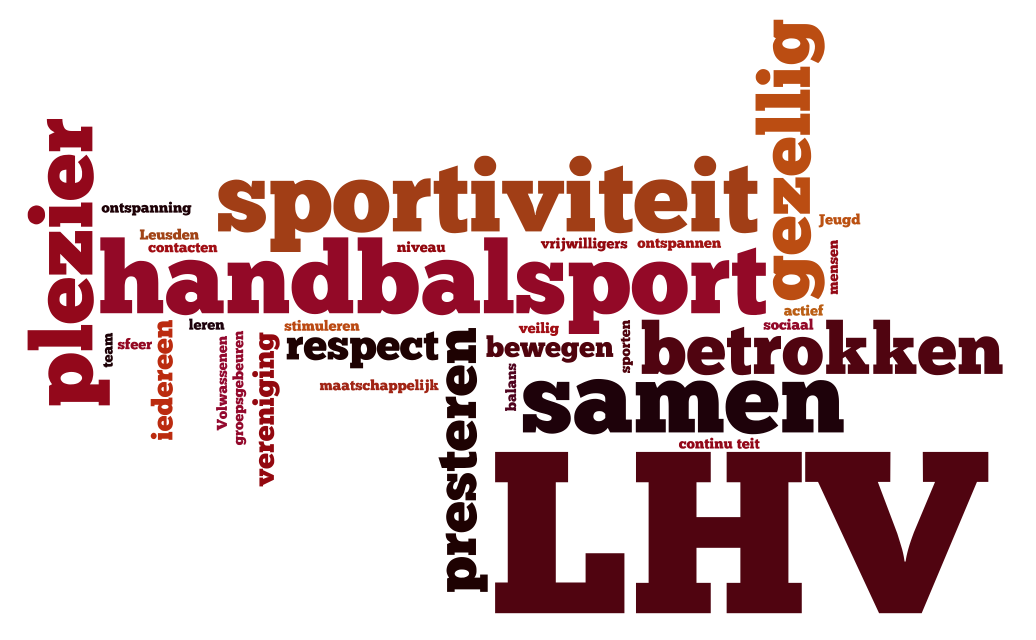 gezellig
plezier
sportiviteit
ontspanning
Jeugd
Leusden
contacten
niveau
vrijwilligers
ontspannen
mensen
handbalsport
actief
sociaal
leren
stimuleren
veilig
team
sfeer
iedereen
Volwassenen
groepsgebeuren
vereniging
respect
presteren
bewegen
sporten
betrokken
maatschappelijk
balans
samen
continu teit
LHV